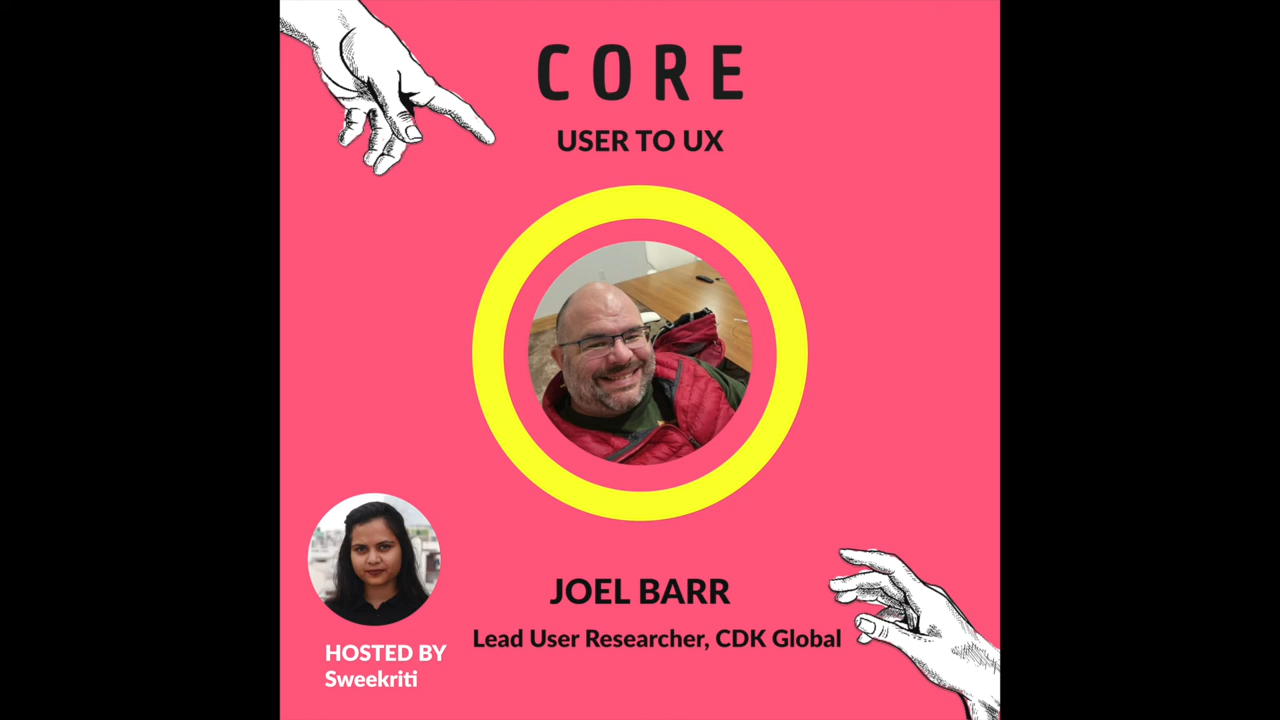 CORE
USER TO UX
JOEL BARR
Lead User Researcher, CDK Global
HOSTED BY
Sweekriti